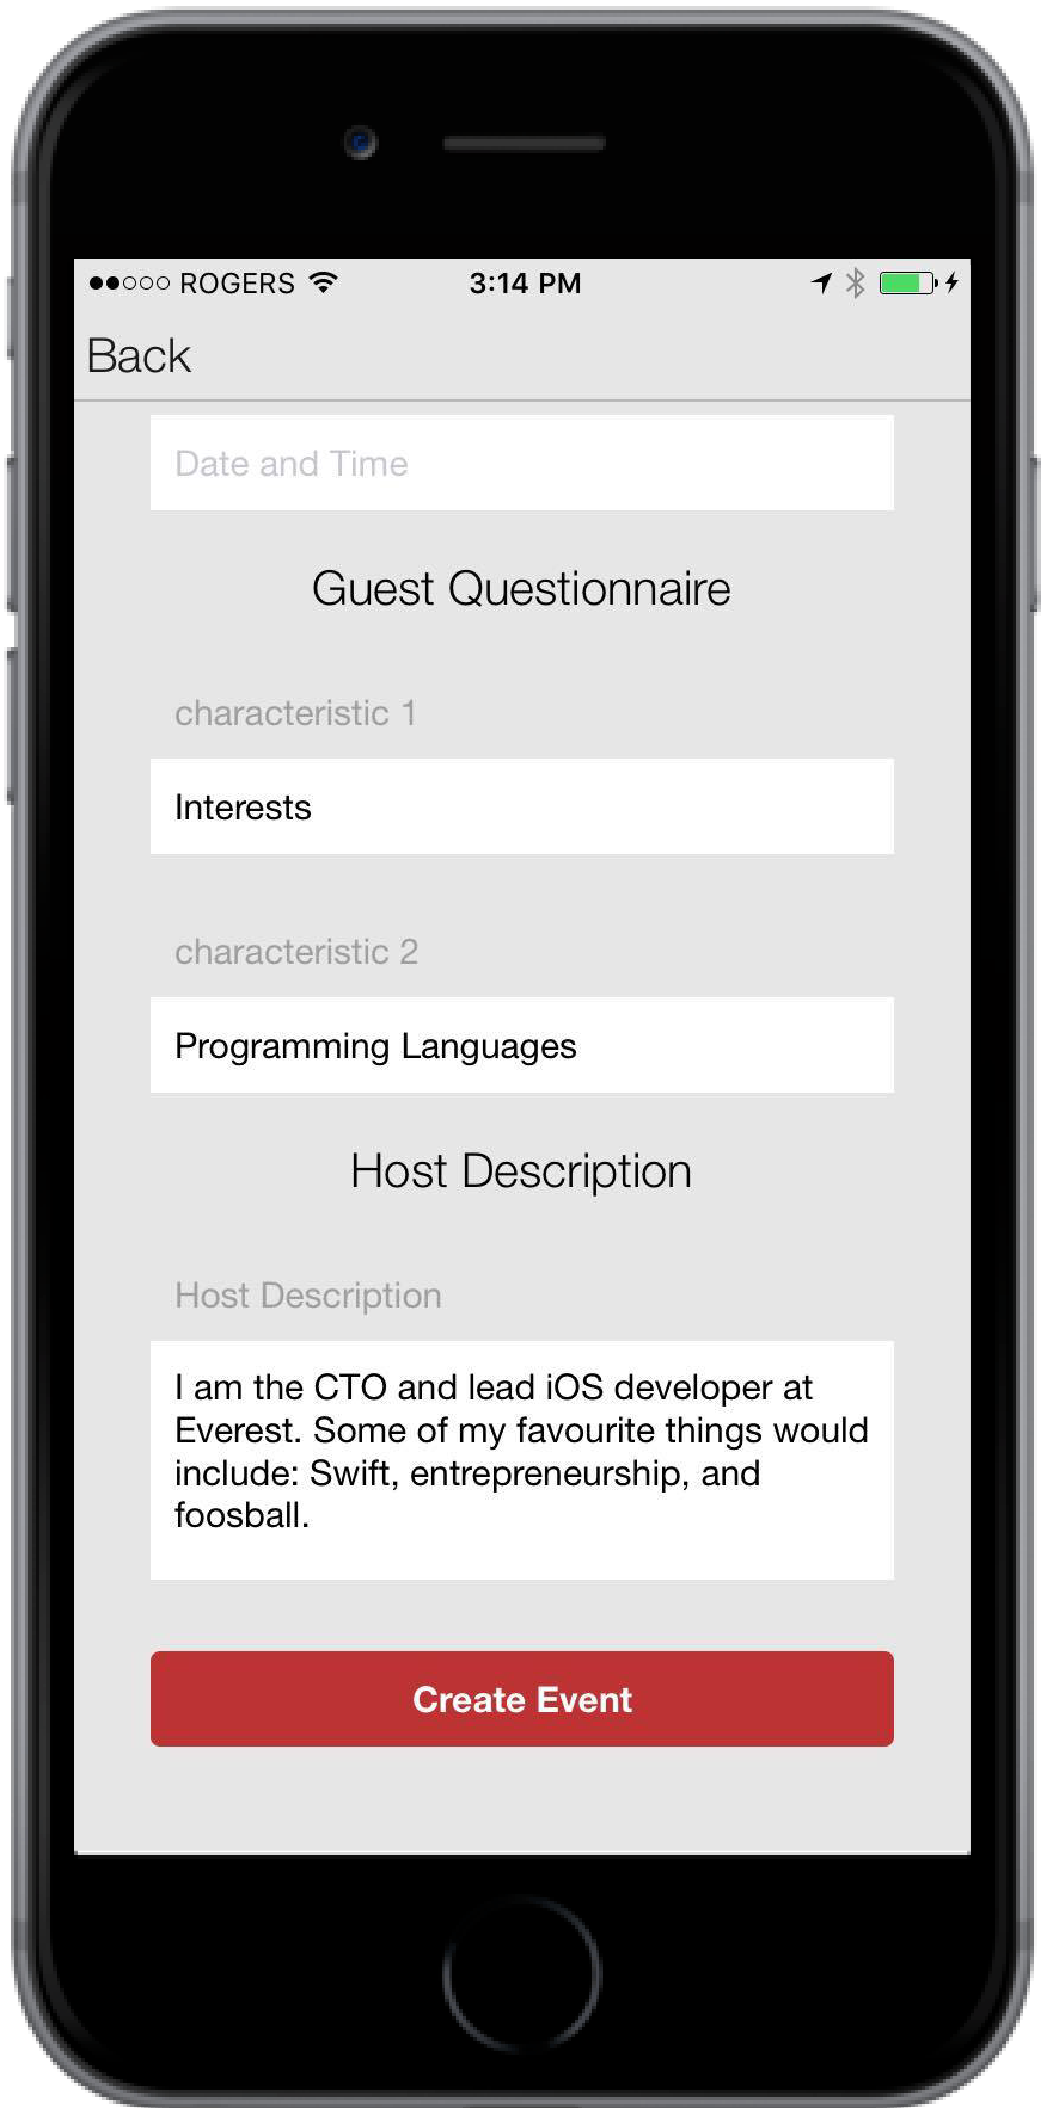 ROGERS 3:14 PM
Back
Date and Time
Guest Questionnaire
characteristic 1
Interests
characteristic 2
Programming Languages
Host Description
Host Description
I am the CTO and lead iOS developer at
Everest. Some of my favourite things would
include: Swift, entrepreneurship, and
foosball.
Create Event